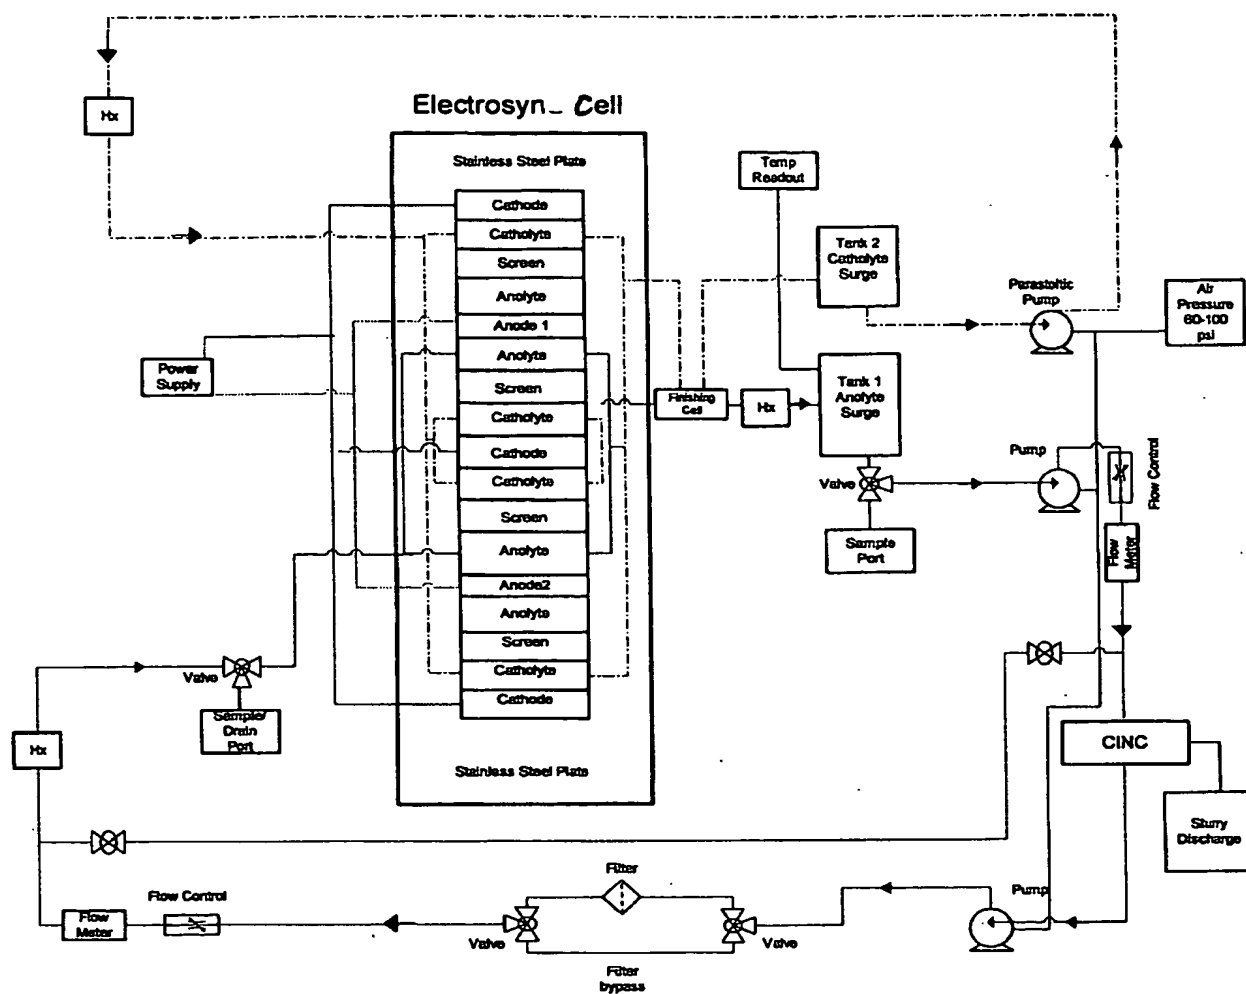 Electrosyn_ Cell
Hx
Stainless Steel Plate
Cathode
Catholyte
Screen
Anolyte
Anode 1
Anolyte
Screen
Catholyte
Cathode
Catholyte
Screen
Anolyte
Anode2
Anolyte
Screen
Catholyte
Cathode
Stainless Steel Plate
Power
Supply
Temp
Readout
Tank 2
Catholyte
Surge
Parastoltic
Pump
Air
Pressure
60-100
psi
Finishing
Cell
Hx
Tank 1
Anolyte
Surge
Valve
Sample
Port
Pump
Flow Control
Flow
Meter
Valve
Sample/
Drain
Port
Hx
CINC
Slurry
Discharge
Flow Control
Flow
Meter
Valve
Filter
Filter
bypass
Valve
Pump